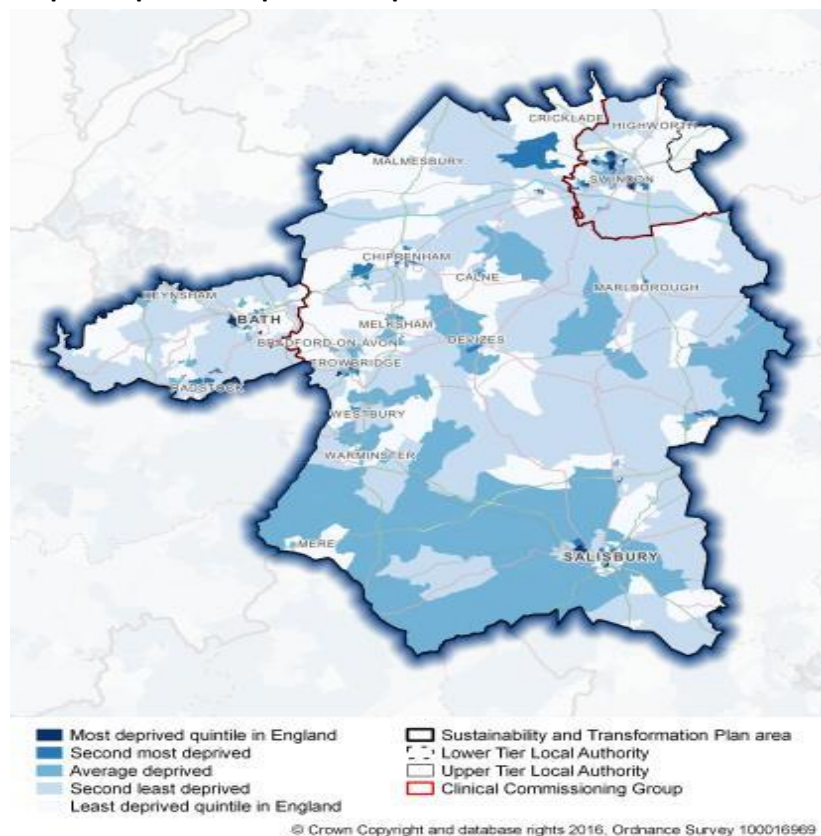 CRICKLADE
HIGHWORTH
MALMESBURY
SWINDON
CHIPPENHAM
CALNE
MARLBOROUGH
KEYNSHAM
BATH
MELKSHAM
DEVIZES
BRADFORD-ON-AVON
TROWBRIDGE
RADSTOCK
WESTBURY
WARMINSTER
MERE
SALISBURY
Most deprived quintile in England
Second most deprived
Average deprived
Second least deprived
Least deprived quintile in England
Sustainability and Transformation Plan area
Lower Tier Local Authority
Upper Tier Local Authority
Clinical Commissioning Group
© Crown Copyright and database rights 2016, Ordnance Survey 100016969